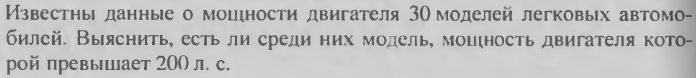 Известны данные о мощности двигателя 30 моделей легковых автомо-
билей. Выяснить, есть ли среди них модель, мощность двигателя кото-
рой превышает 200 л. с.